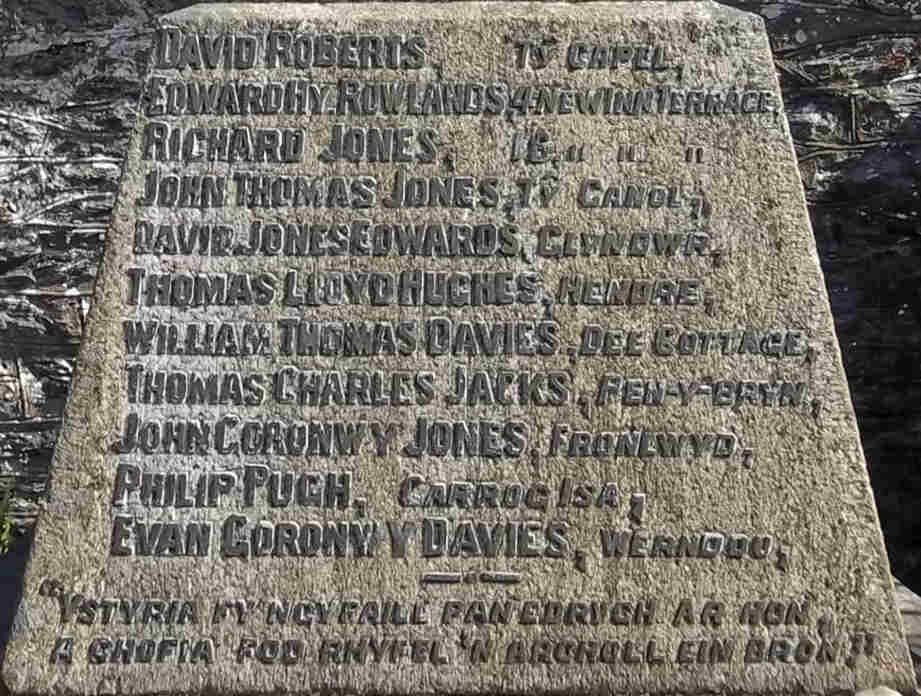 DAVID ROBERTS, TY CAPEL,
EDWARD HY. ROWLANDS, 4 NEW INN TERRACE
RICHARD JONES, 16 " " "
JOHN THOMAS JONES, TY CANOL,
DAVID JONES EDWARDS, GLYNDWR,
THOMAS LLOYD HUGHES, HENDRE,
WILLIAM THOMAS DAVIES, DEE COTTAGE,
THOMAS CHARLES JACKS, PEN-Y-BRYN,
JOHN GORONWY JONES, FRONLWYD,
PHILIP PUGH, CARROG ISA,
EVAN GORONWY DAVIES, WERNDDU,
"YSTYRIA FY 'NGYFAILL PAN EDRYCH AR HON,
A CHOFIA FOD RHYFEL 'N ARCHOLL EIN BRON,"